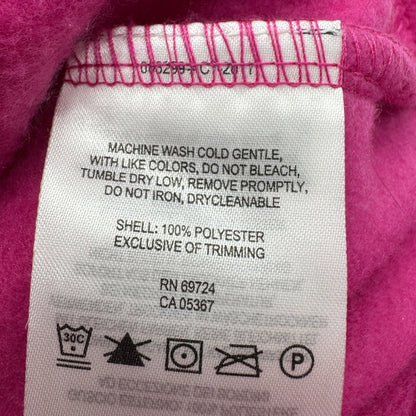 MACHINE WASH COLD GENTLE,
WITH LIKE COLORS, DO NOT BLEACH,
TUMBLE DRY LOW, REMOVE PROMPTLY,
DO NOT IRON, DRYCLEANABLE
SHELL: 100% POLYESTER
EXCLUSIVE OF TRIMMING
RN 69724
CA 05367
30C
P